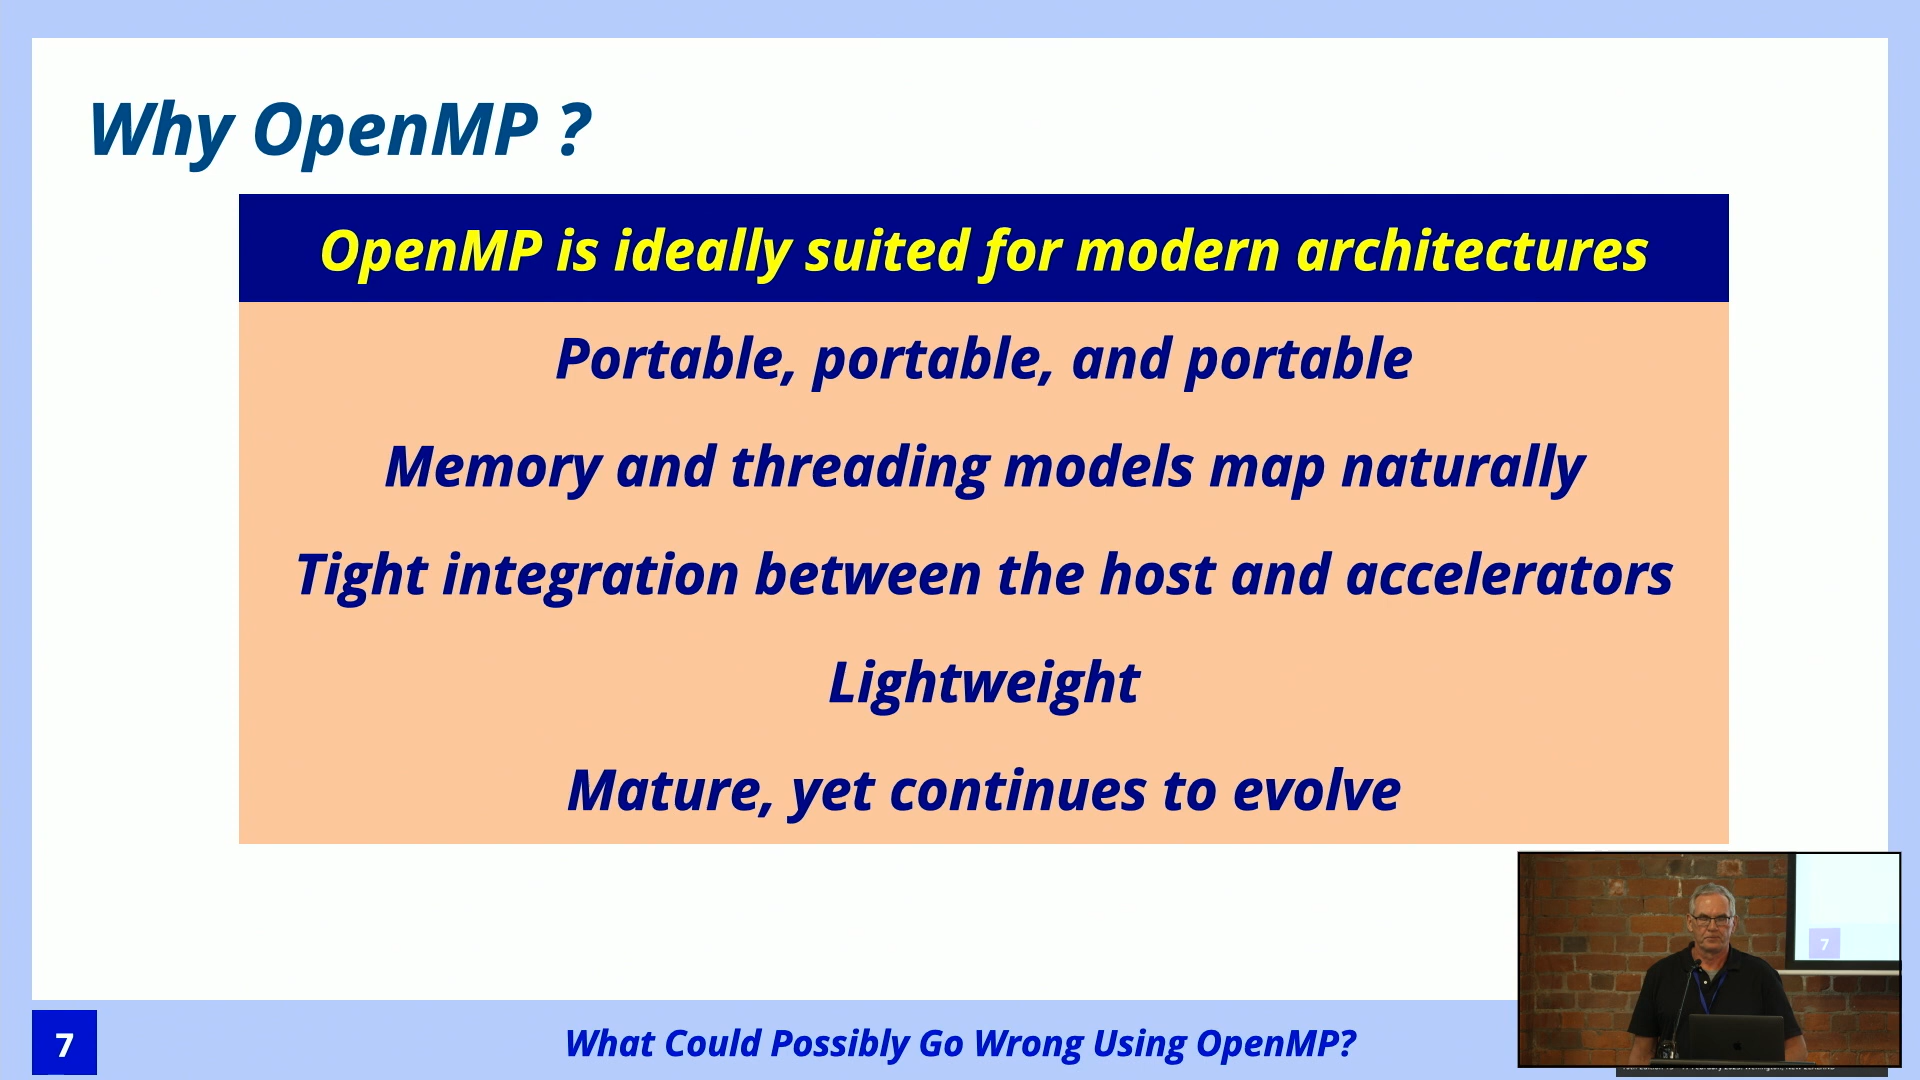 Why OpenMP ?
OpenMP is ideally suited for modern architectures
Portable, portable, and portable
Memory and threading models map naturally
Tight integration between the host and accelerators
Lightweight
Mature, yet continues to evolve
7
7
What Could Possibly Go Wrong Using OpenMP?